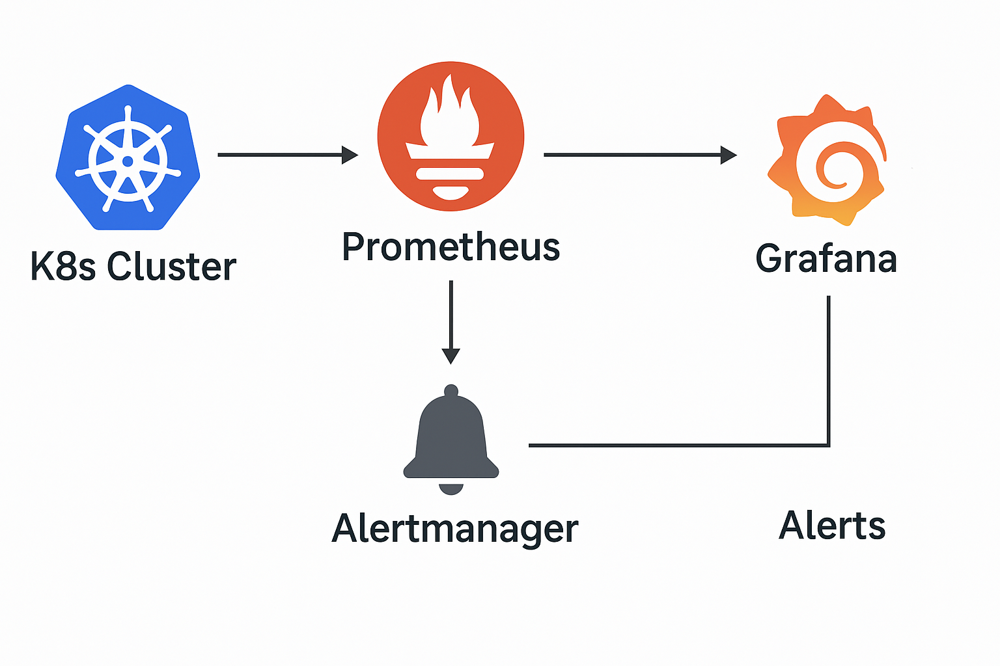 K8s Cluster
Prometheus
Grafana
Alertmanager
Alerts